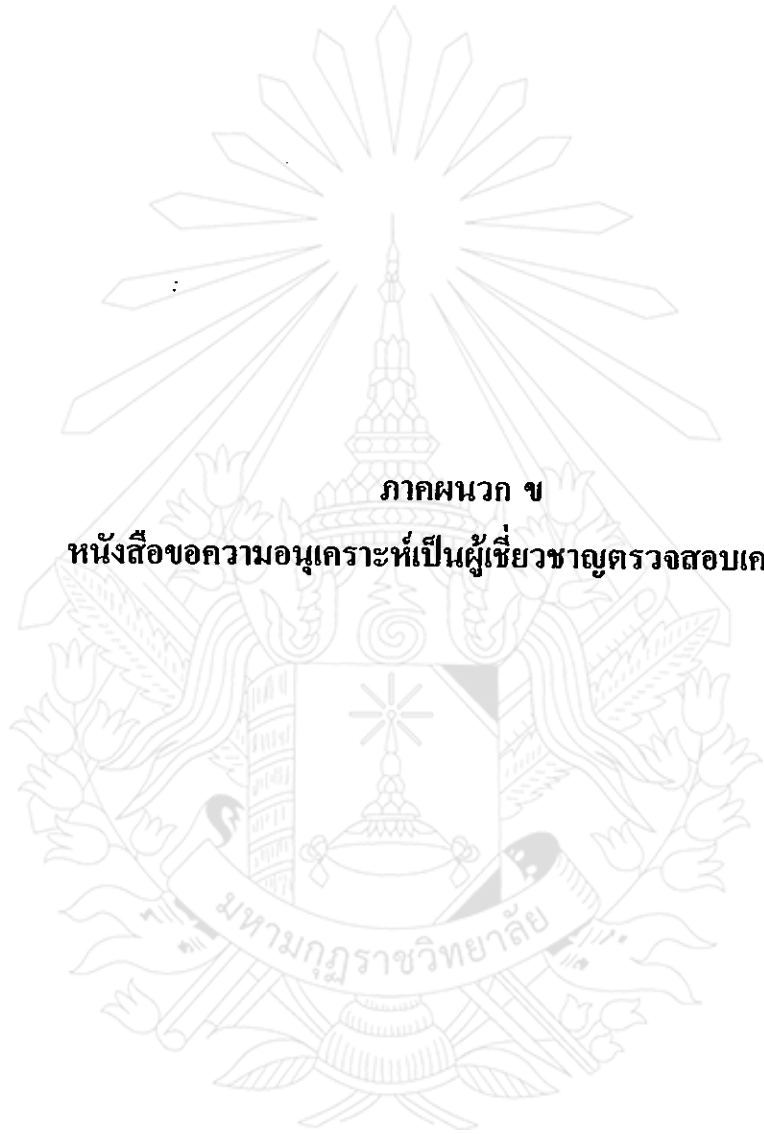 ภาคผนวก ข
หนังสือขอความอนุเคราะห์เป็นผู้เชี่ยวชาญตรวจสอบเค
มหามกุฏราชวิทยาลัย